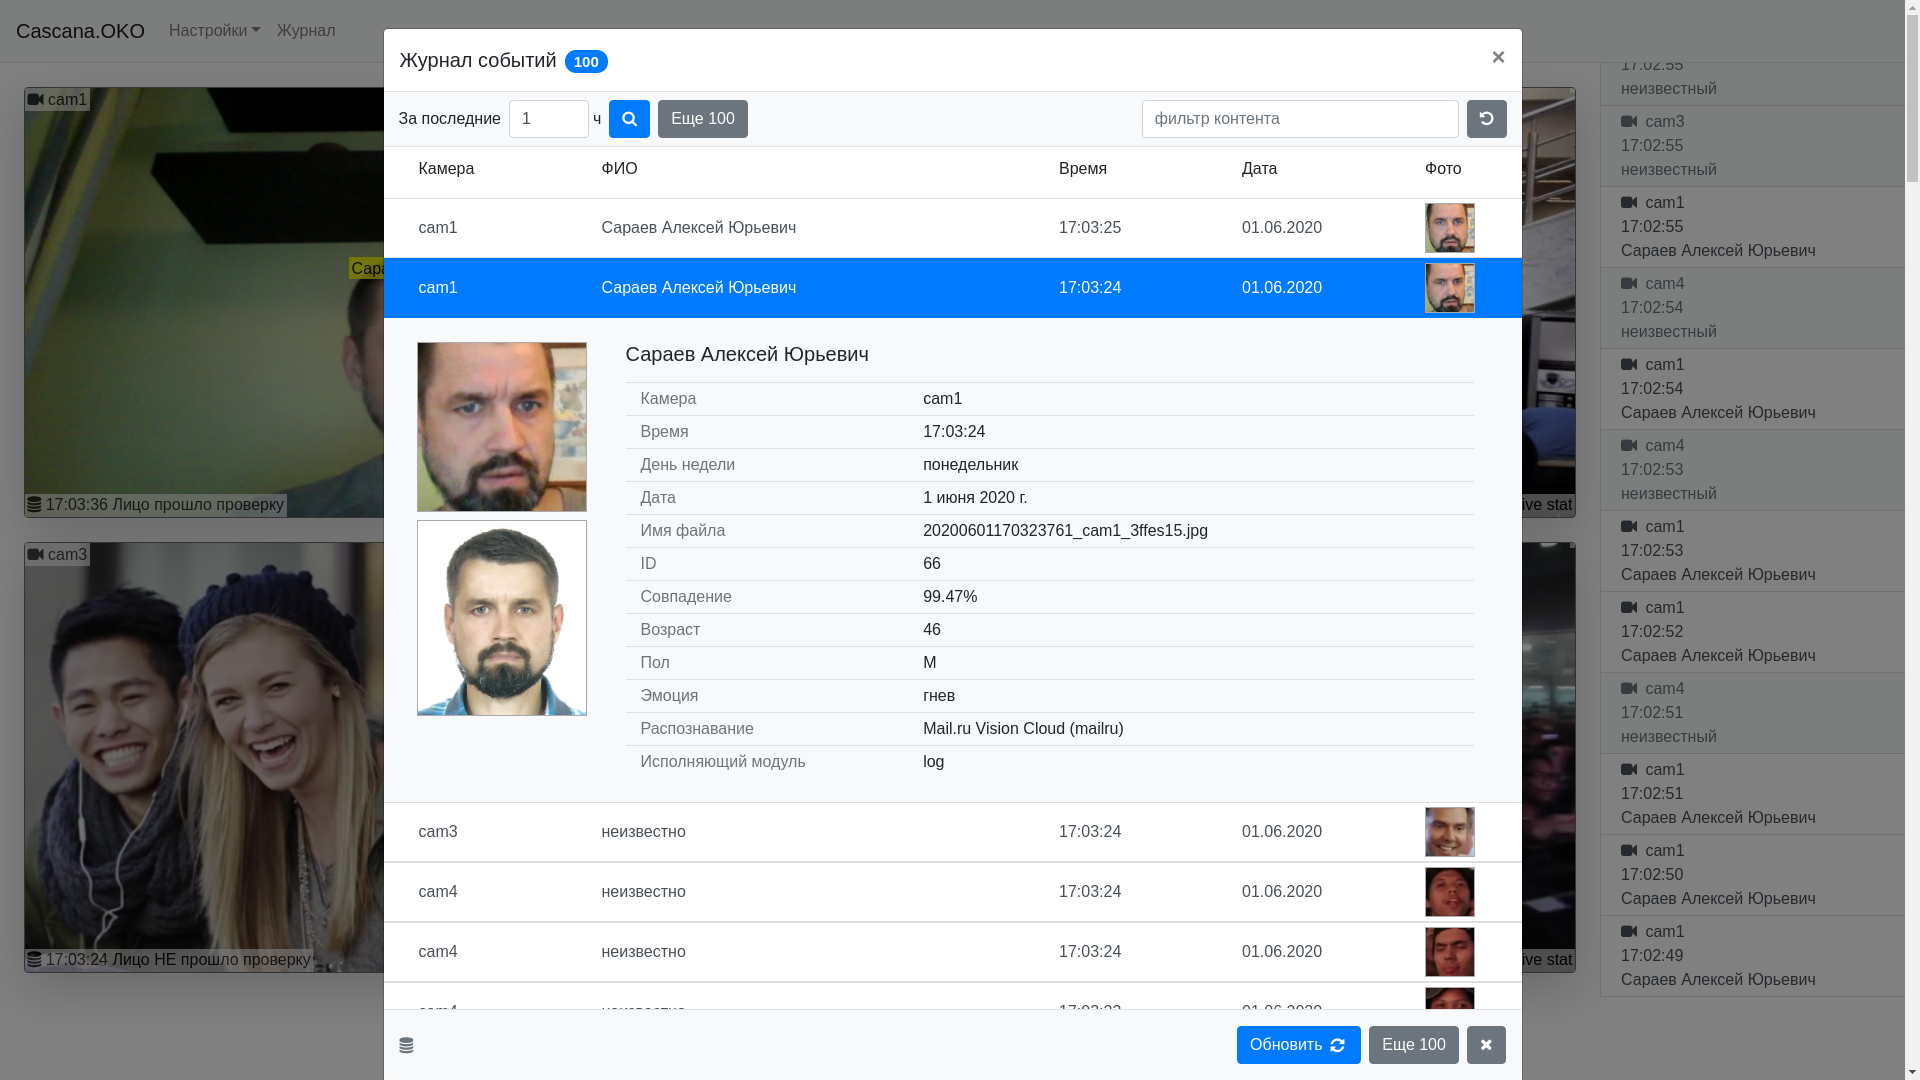 Cascana.OKO
Настройки
Журнал
Журнал событий 100
×
За последние
1
ч
Еще 100
фильтр контента
Камера ФИО Время Дата Фото
cam1 Сараев Алексей Юрьевич 17:03:25 01.06.2020
cam1 Сараев Алексей Юрьевич 17:03:24 01.06.2020
Сараев Алексей Юрьевич
Камера cam1
Время 17:03:24
День недели понедельник
Дата 1 июня 2020 г.
Имя файла 20200601170323761_cam1_3ffes15.jpg
ID 66
Совпадение 99.47%
Возраст 46
Пол М
Эмоция гнев
Распознавание Mail.ru Vision Cloud (mailru)
Исполняющий модуль log
cam3 неизвестно 17:03:24 01.06.2020
cam4 неизвестно 17:03:24 01.06.2020
cam4 неизвестно 17:03:24 01.06.2020
Обновить
Еще 100
cam1
17:03:36 Лицо прошло проверку
cam3
17:03:24 Лицо НЕ прошло проверку
stat
stat
17:02:55
неизвестный
cam3
17:02:55
неизвестный
cam1
17:02:55
Сараев Алексей Юрьевич
cam4
17:02:54
неизвестный
cam1
17:02:54
Сараев Алексей Юрьевич
cam4
17:02:53
неизвестный
cam1
17:02:53
Сараев Алексей Юрьевич
cam1
17:02:52
Сараев Алексей Юрьевич
cam4
17:02:51
неизвестный
cam1
17:02:51
Сараев Алексей Юрьевич
cam1
17:02:50
Сараев Алексей Юрьевич
cam1
17:02:49
Сараев Алексей Юрьевич